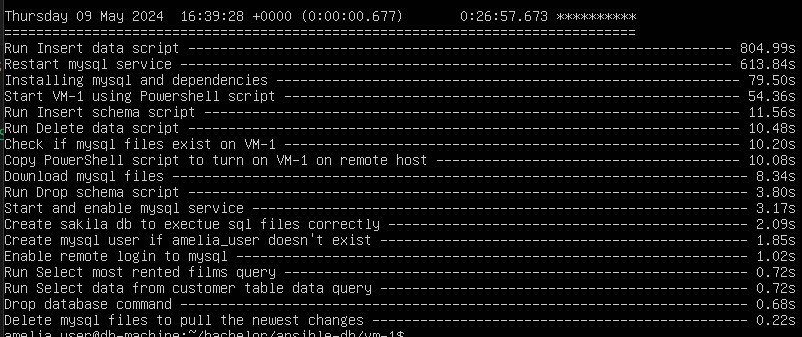 Thursday 09 May 2024  16:39:28 +0000 (0:00:00.677)       0:26:57.673 **********
===============================================================================
Run Insert data script ------------------------------------------------ 804.99s
Restart mysql service ------------------------------------------------- 613.84s
Installing mysql and dependencies -------------------------------------- 79.50s
Start VM-1 using Powershell script ------------------------------------- 54.36s
Run Insert schema script ----------------------------------------------- 11.56s
Run Delete data script ------------------------------------------------- 10.48s
Check if mysql files exist on VM-1 ------------------------------------- 10.20s
Copy PowerShell script to turn on VM-1 on remote host ------------------ 10.08s
Download mysql files ---------------------------------------------------- 8.34s
Run Drop schema script -------------------------------------------------- 3.80s
Start and enable mysql service ------------------------------------------ 3.17s
Create sakila db to exectue sql files correctly ------------------------- 2.09s
Create mysql user if amelia_user doesn't exist -------------------------- 1.85s
Enable remote login to mysql -------------------------------------------- 1.02s
Run Select most rented films query -------------------------------------- 0.72s
Run Select data from customer table data query -------------------------- 0.72s
Drop database command --------------------------------------------------- 0.68s
Delete mysql files to pull the newest changes --------------------------- 0.22s
amelia_user@db-machine:~/bachelor/ansible-db/vm-1$